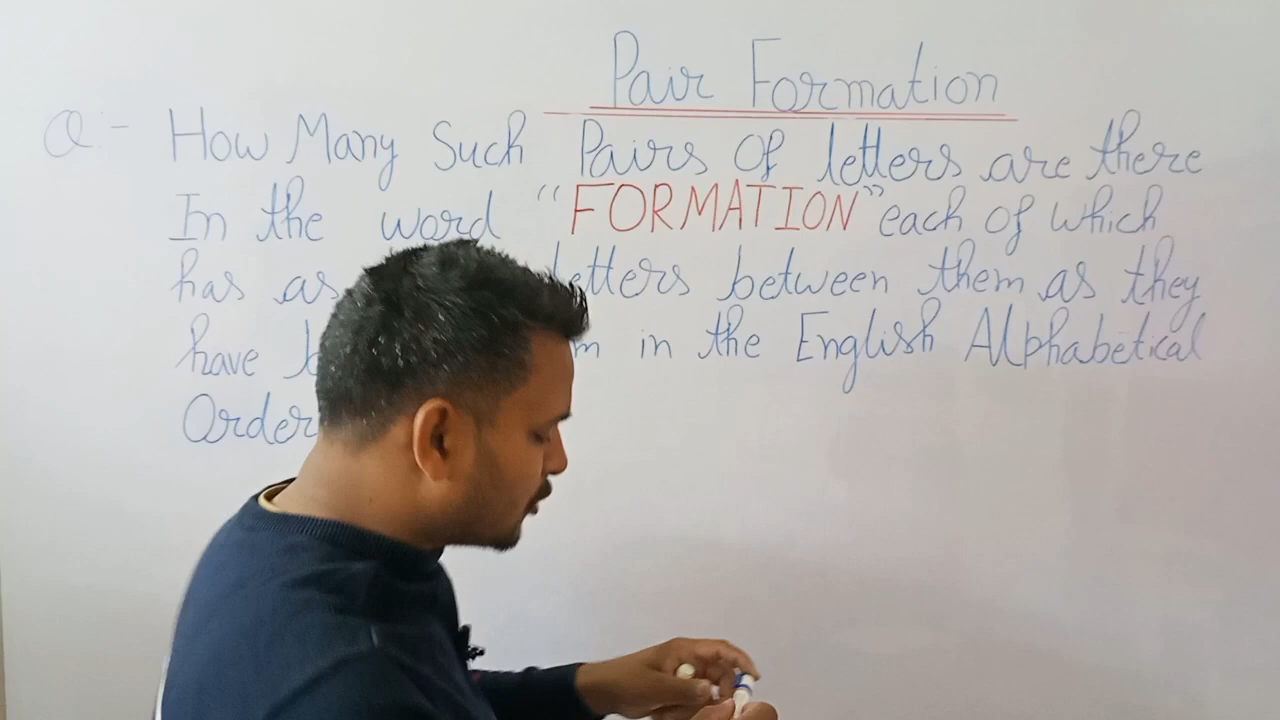 Pair Formation
Q:- How Many Such Pairs Of letters are there
In the word "FORMATION" each of which
has as letters between them as they
have in the English Alphabetical
Order